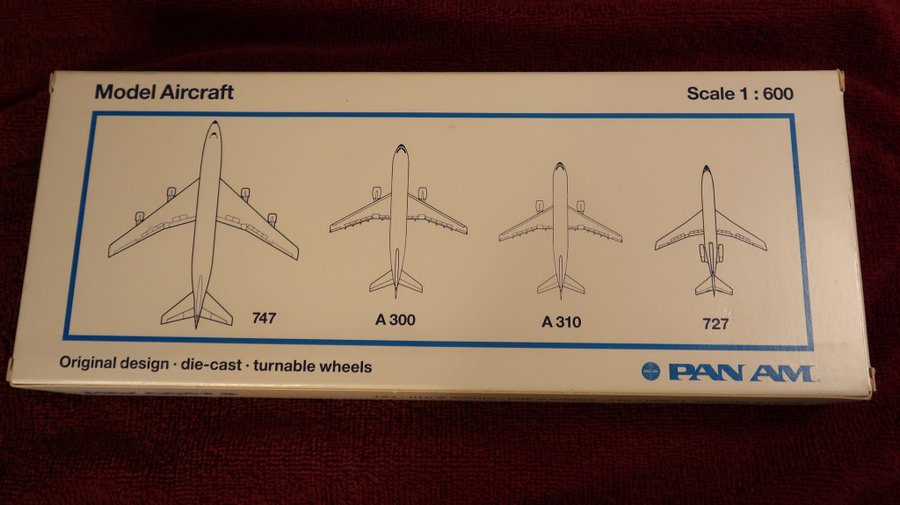 Model Aircraft
Scale 1 : 600
747
A 300
A 310
727
Original design · die-cast · turnable wheels
PAN AM.